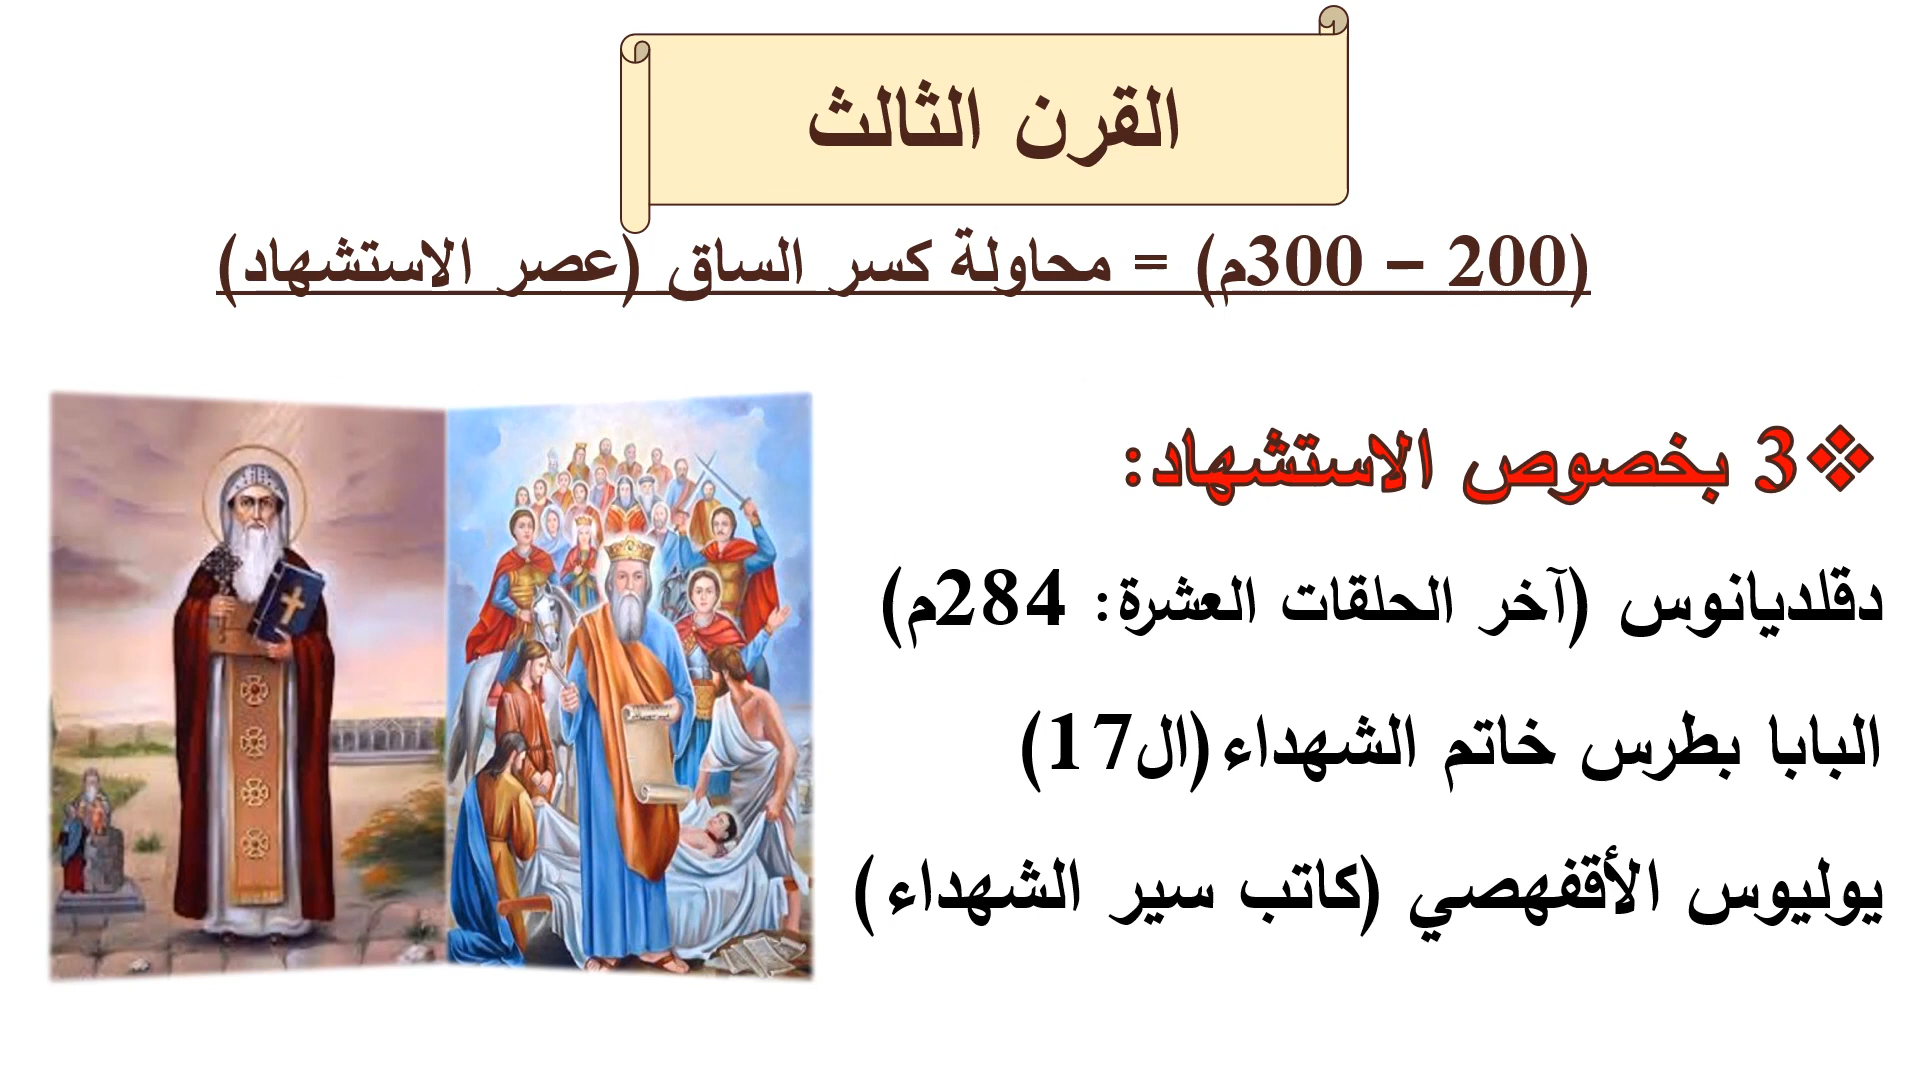 القرن الثالث
(200 – 300م) = محاولة كسر الساق (عصر الاستشهاد)
❖3 بخصوص الاستشهاد:
دقلديانوس (آخر الحلقات العشرة: 284م)
البابا بطرس خاتم الشهداء (ال17)
يوليوس الأقفهصي (كاتب سير الشهداء)